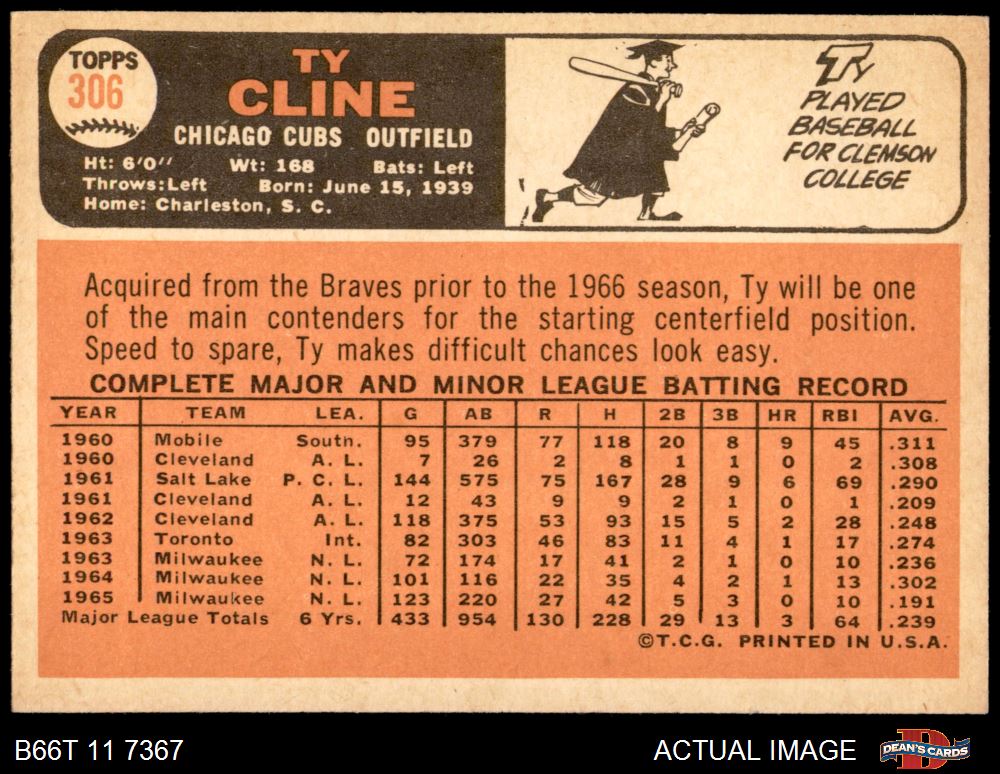 TOPPS
306
TY
CLINE
CHICAGO CUBS OUTFIELD
Ht: 6'0'' Wt: 168 Bats: Left
Throws:Left Born: June 15, 1939
Home: Charleston, S. C.
TY
PLAYED
BASEBALL
FOR CLEMSON
COLLEGE
Acquired from the Braves prior to the 1966 season, Ty will be one
of the main contenders for the starting centerfield position.
Speed to spare, Ty makes difficult chances look easy.
COMPLETE MAJOR AND MINOR LEAGUE BATTING RECORD
YEAR TEAM LEA. G AB R H 2B 3B HR RBI AVG.
1960 Mobile South. 95 379 77 118 20 8 9 45 .311
1960 Cleveland A. L. 7 26 2 8 1 1 0 2 .308
1961 Salt Lake P. C. L. 144 575 75 167 28 9 6 69 .290
1961 Cleveland A. L. 12 43 9 9 2 1 0 1 .209
1962 Cleveland A. L. 118 375 53 93 15 5 2 28 .248
1963 Toronto Int. 82 303 46 83 11 4 1 17 .274
1963 Milwaukee N. L. 72 174 17 41 2 1 0 10 .236
1964 Milwaukee N. L. 101 116 22 35 4 2 1 13 .302
1965 Milwaukee N. L. 123 220 27 42 5 3 0 10 .191
Major League Totals 6 Yrs. 433 954 130 228 29 13 3 64 .239
©T.C.G. PRINTED IN U.S.A.
B66T 11 7367
ACTUAL IMAGE
DEAN'S CARDS